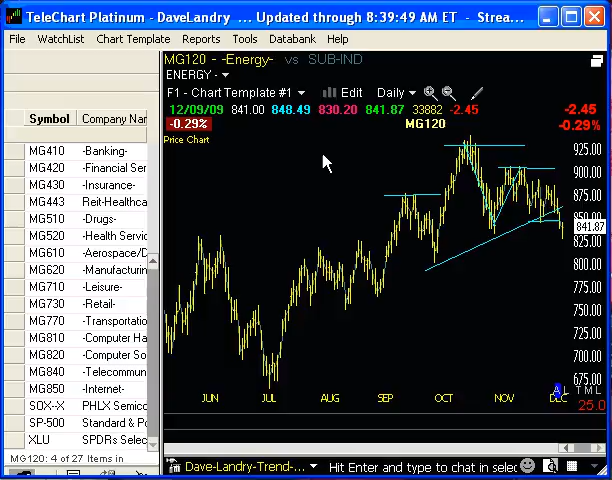 TeleChart Platinum - DaveLandry ... Updated through 8:39:49 AM ET - Strea...
File WatchList Chart Template Reports Tools Databank Help
MG120 - -Energy- vs SUB-IND
ENERGY-
F1 - Chart Template #1 Edit Daily
12/09/09 841.00 848.49 830.20 841.87 33882 -2.45 -2.45
-0.29% MG120 -0.29%
Price Chart
Symbol Company Nar
MG410 -Banking-
MG420 -Financial Ser
MG430 -Insurance-
MG443 Reit-Healthca
MG510 -Drugs-
MG520 -Health Servic
MG610 -Aerospace/D
MG620 -Manufacturin
MG710 -Leisure-
MG730 -Retail-
MG770 -Transportatio
MG810 -Computer Ha
MG820 -Computer So
MG840 -Telecommun
MG850 -Internet-
SOX--X PHLX Semico
SP-500 Standard & Po
XLU SPDRs Selec
925.00
900.00
875.00
850.00
841.87
825.00
800.00
775.00
750.00
725.00
700.00
675.00
JUN JUL AUG SEP OCT NOV DEC
A L T M L
25.0
MG120: 4 of 27 Items in
Dave-Landry-Trend-... Hit Enter and type to chat in select